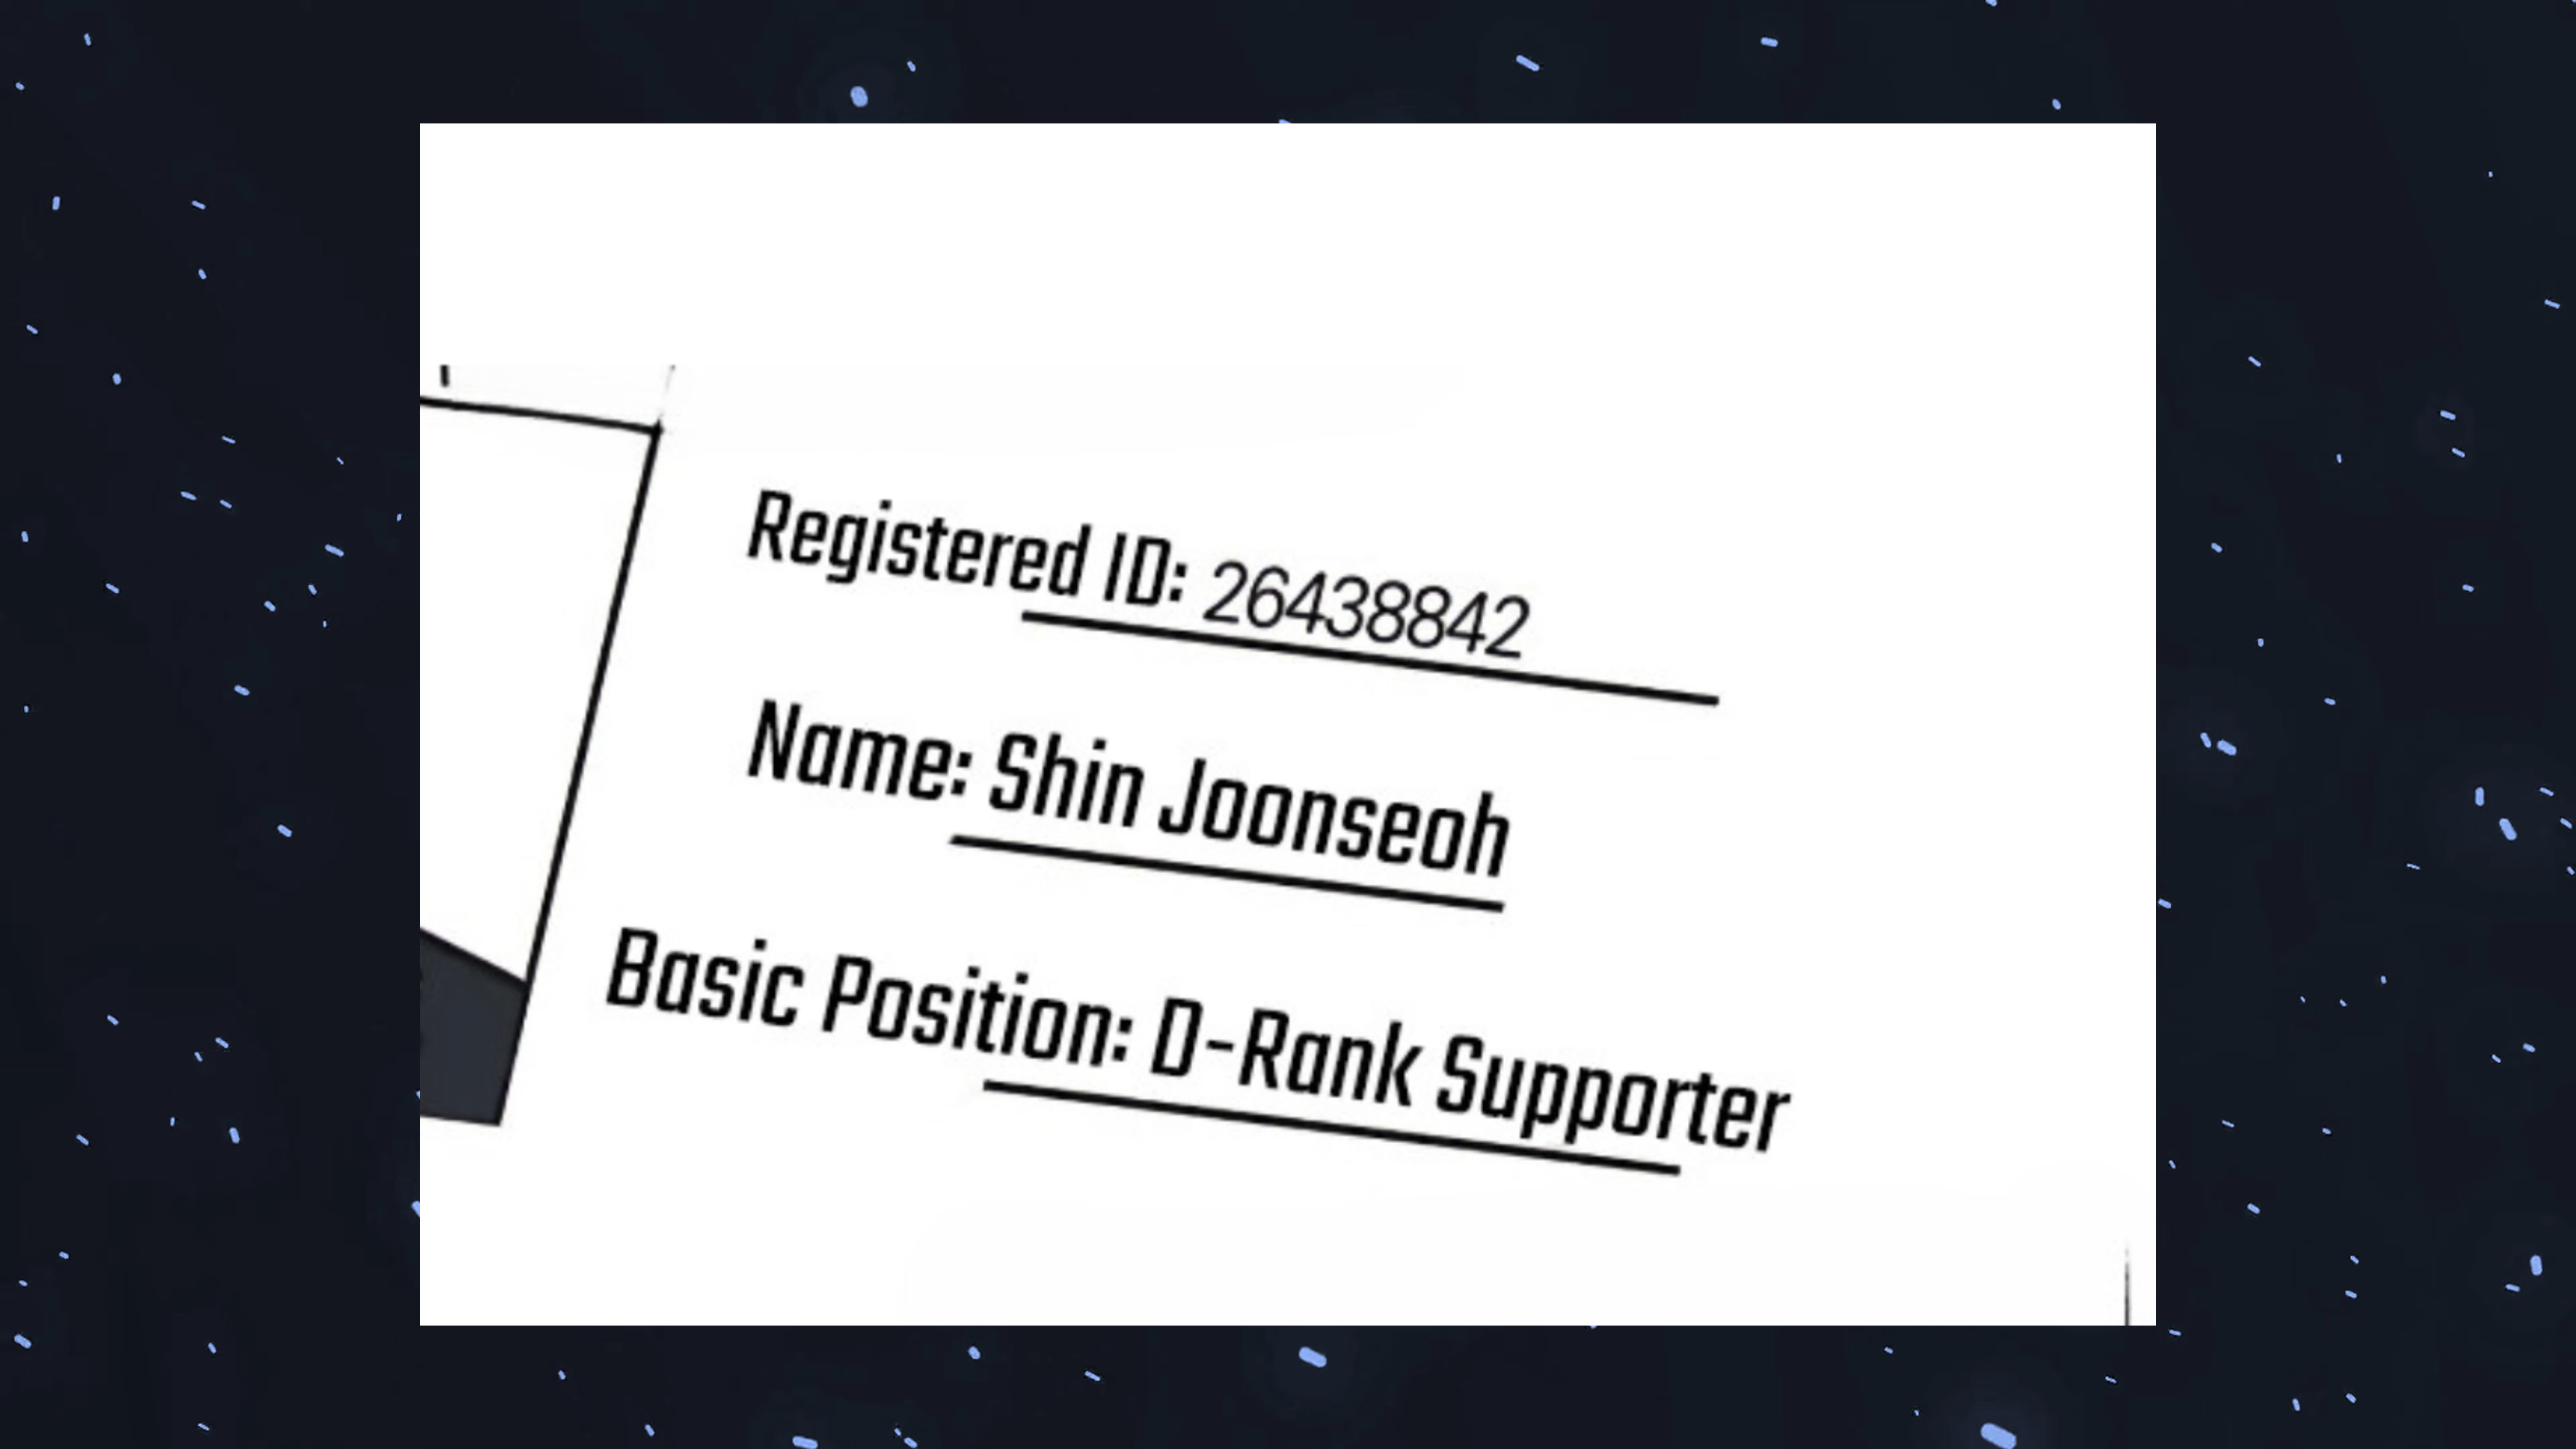 Registered ID: 26438842
Name: Shin Joonseoh
Basic Position: D-Rank Supporter